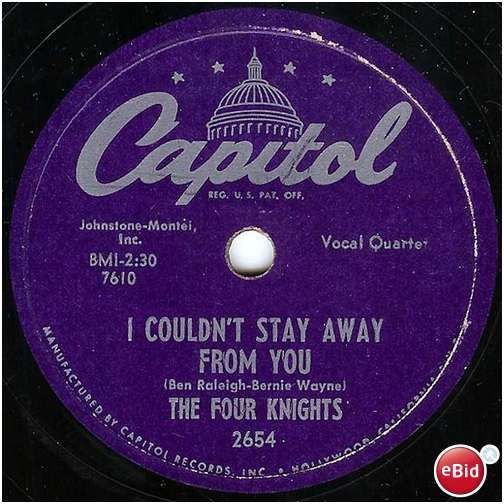 Capitol
REG. U.S. PAT. OFF.
Johnstone-Montei,
Inc.
Vocal Quartet
BMI-2:30
7610
I COULDN'T STAY AWAY
FROM YOU
(Ben Raleigh-Bernie Wayne)
THE FOUR KNIGHTS
2654
MANUFACTURED BY CAPITOL RECORDS, INC. • HOLLYWOOD, CALIFORNIA
eBid